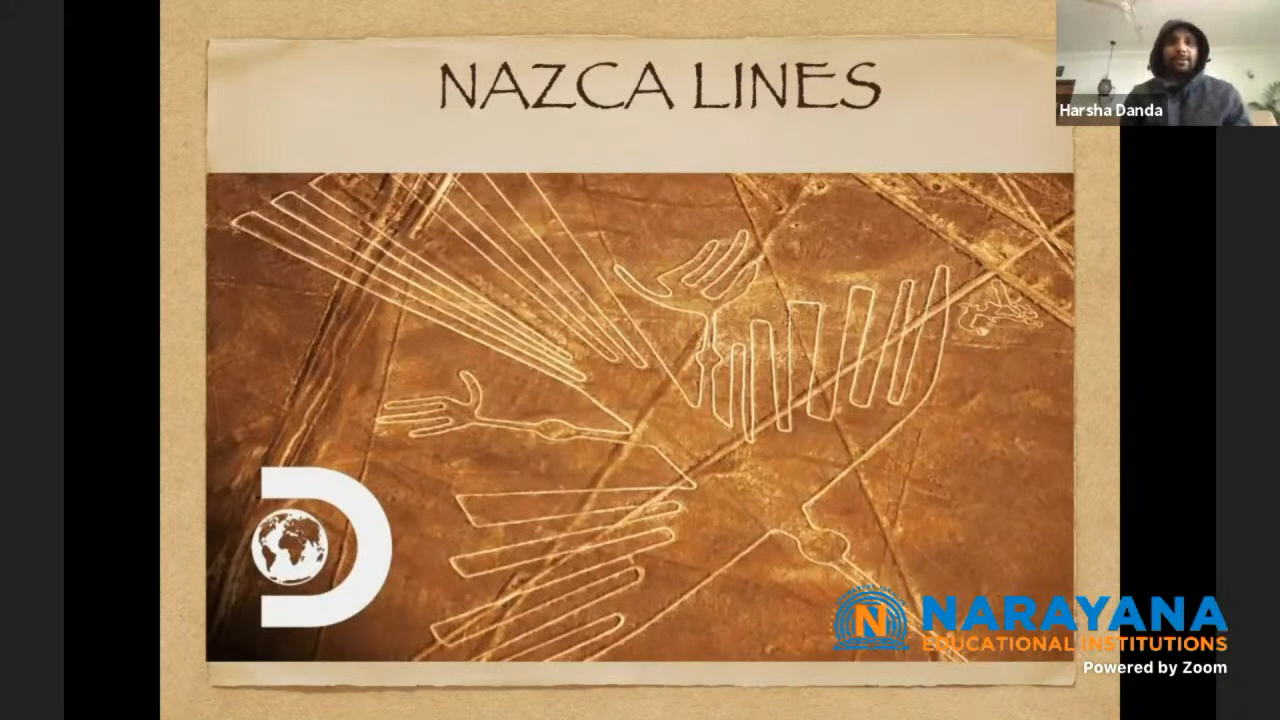 NAZCA LINES
Harsha Danda
N NARAYANA
EDUCATIONAL INSTITUTIONS
Powered by Zoom